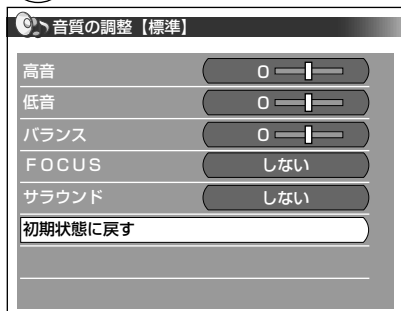 音質の調整【標準】
高音 0
低音 0
バランス 0
FOCUS しない
サラウンド しない
初期状態に戻す